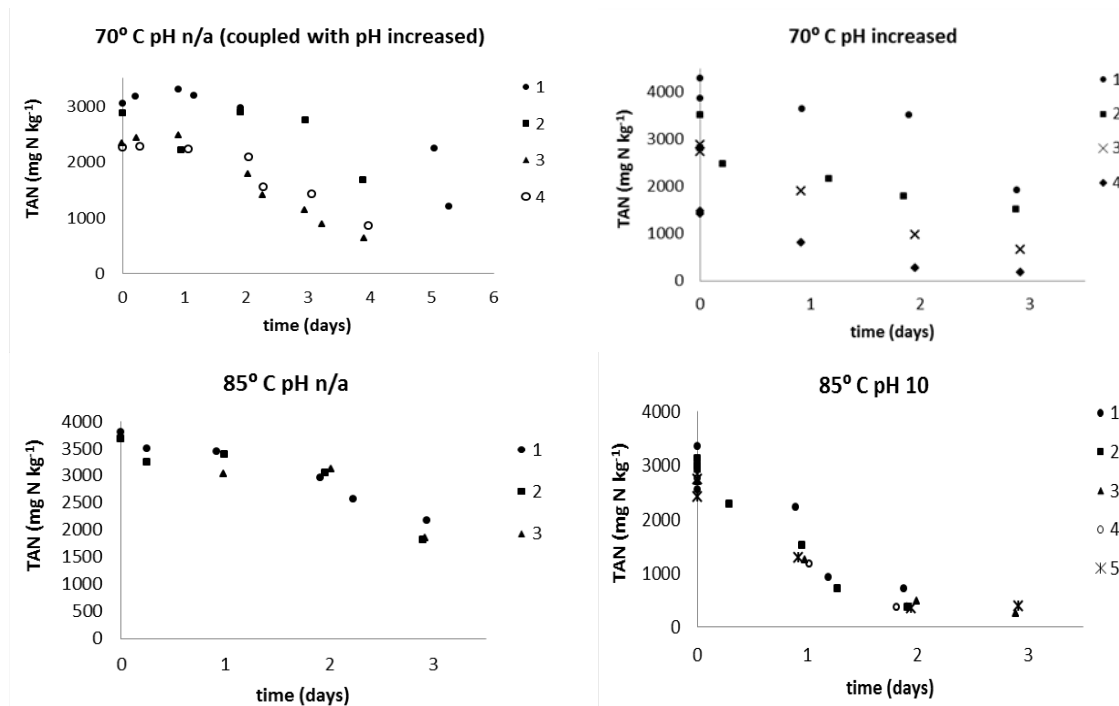 70⁰ C pH n/a (coupled with pH increased)
TAN (mg N kg⁻¹)
3000
2000
1000
0
0 1 2 3 4 5 6
time (days)
1
2
3
4
70⁰ C pH increased
TAN (mg N kg⁻¹)
4000
3000
2000
1000
0
0 1 2 3
time (days)
1
2
3
4
85⁰ C pH n/a
TAN (mg N kg⁻¹)
4000
3500
3000
2500
2000
1500
1000
500
0
0 1 2 3
time (days)
1
2
3
85⁰ C pH 10
TAN (mg N kg⁻¹)
4000
3000
2000
1000
0
0 1 2 3
time (days)
1
2
3
4
5